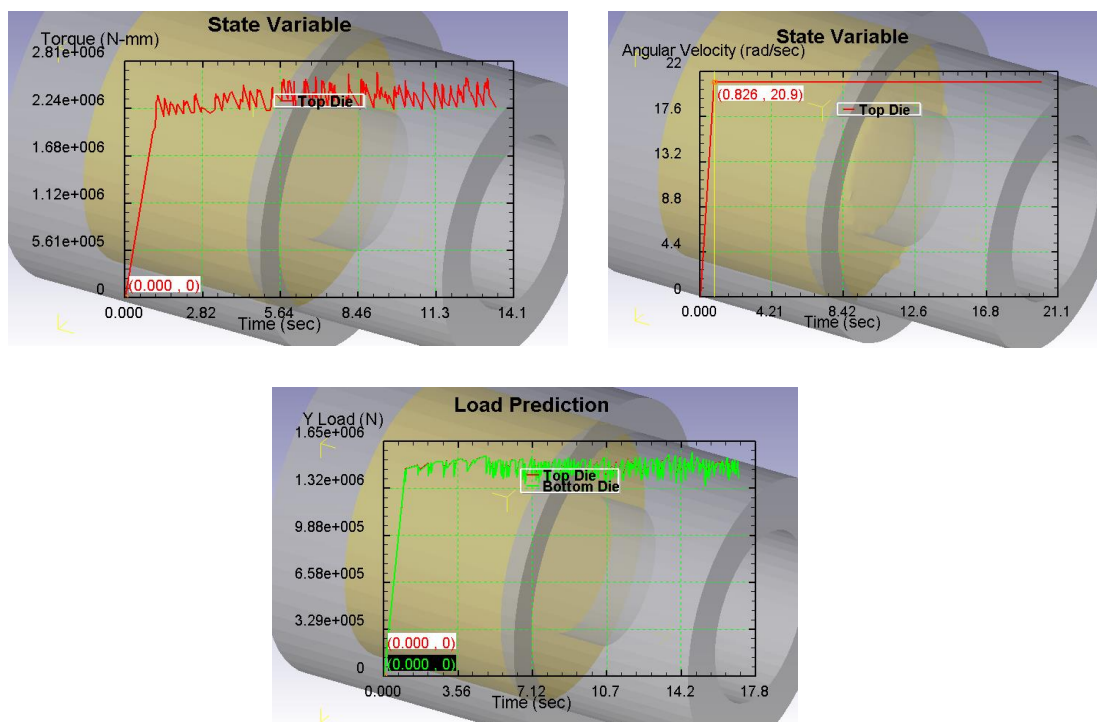 State Variable
Torque (N-mm)
2.81e+006
2.24e+006
1.68e+006
1.12e+006
5.61e+005
0
Top Die
(0.000 , 0)
0.000 2.82 5.64 8.46 11.3 14.1
Time (sec)
State Variable
Angular Velocity (rad/sec)
22
17.6
13.2
8.8
4.4
0
(0.826 , 20.9)
Top Die
0.000 4.21 8.42 12.6 16.8 21.1
Time (sec)
Load Prediction
Y Load (N)
1.65e+006
1.32e+006
9.88e+005
6.58e+005
3.29e+005
0
Top Die
Bottom Die
(0.000 , 0)
(0.000 , 0)
0.000 3.56 7.12 10.7 14.2 17.8
Time (sec)